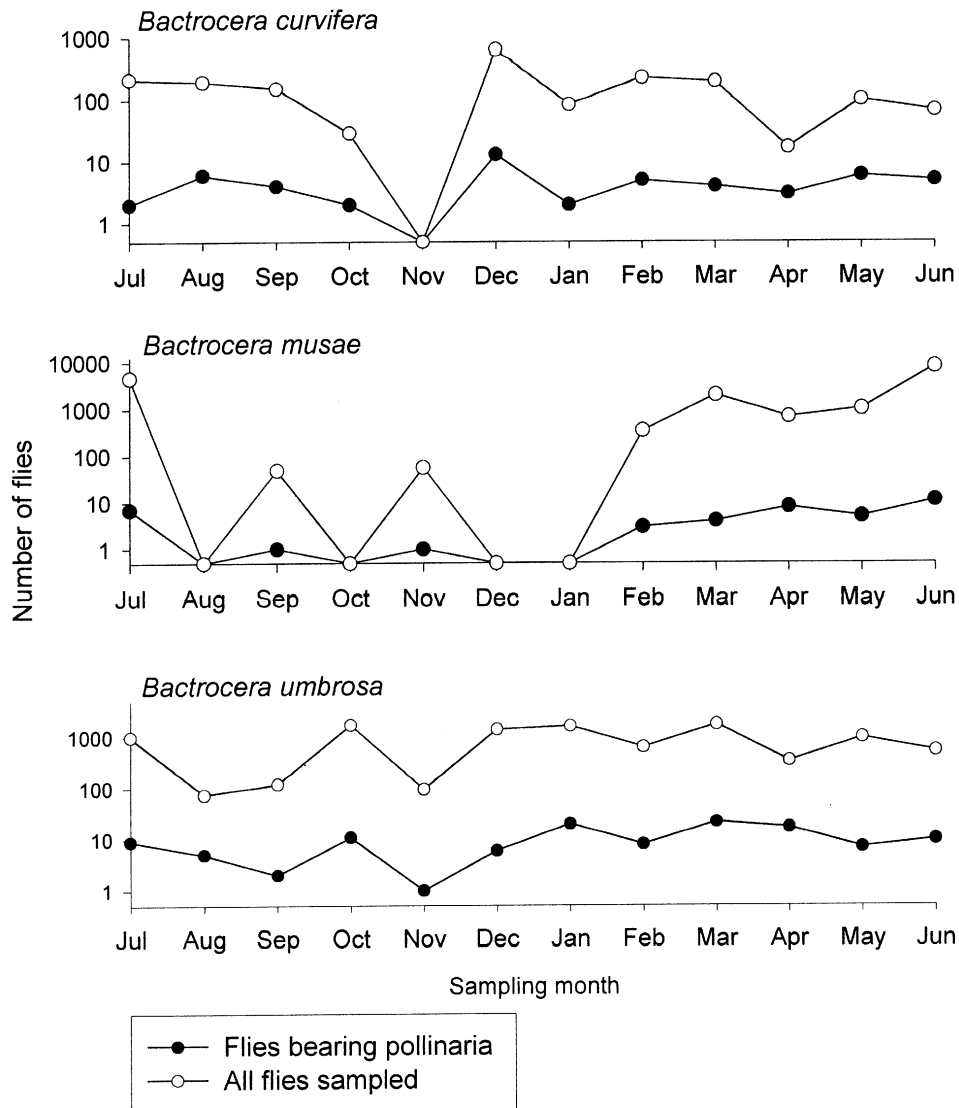 Bactrocera curvifera
1000
100
10
1
Jul Aug Sep Oct Nov Dec Jan Feb Mar Apr May Jun
Bactrocera musae
Number of flies
10000
1000
100
10
1
Jul Aug Sep Oct Nov Dec Jan Feb Mar Apr May Jun
Bactrocera umbrosa
1000
100
10
1
Jul Aug Sep Oct Nov Dec Jan Feb Mar Apr May Jun
Sampling month
Flies bearing pollinaria
All flies sampled